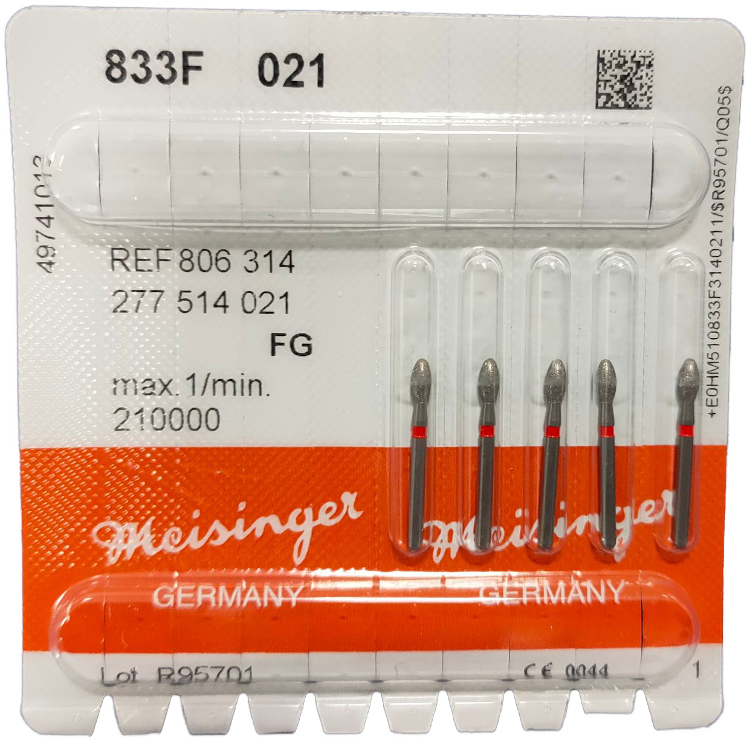 833F 021
49741012
+E0HM510833F3140211/$R95701/Q05$
REF 806 314
277 514 021
FG
max.1/min.
210000
Meisinger Meisinger
GERMANY GERMANY
Lot R95701 CE 0044 1